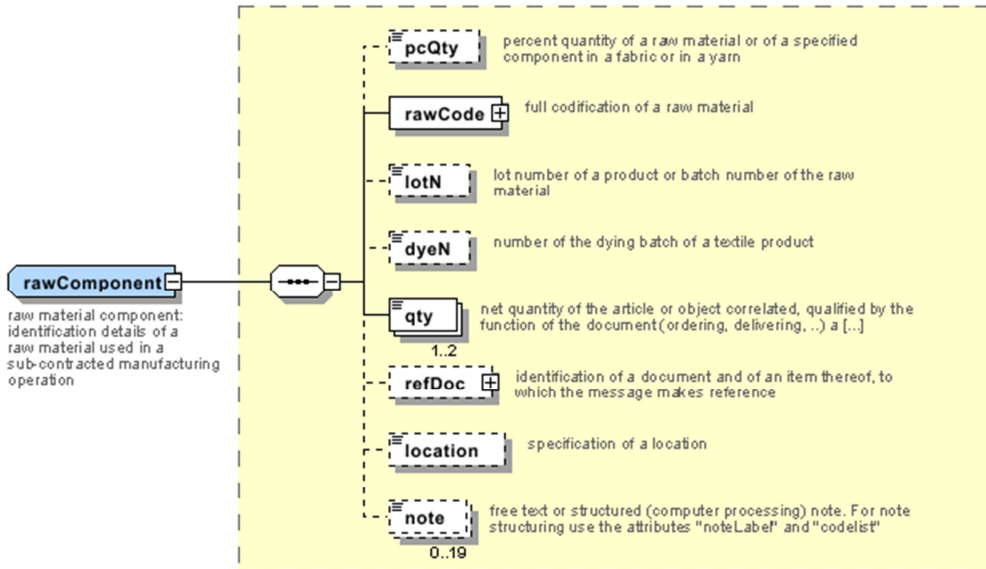 pcQty
percent quantity of a raw material or of a specified
component in a fabric or in a yarn
rawCode
full codification of a raw material
lotN
lot number of a product or batch number of the raw
material
dyeN
number of the dying batch of a textile product
rawComponent
raw material component:
identification details of a
raw material used in a
sub-contracted manufacturing
operation
qty
net quantity of the article or object correlated, qualified by the
function of the document (ordering, delivering, ..) a [...]
1..2
refDoc
identification of a document and of an item thereof, to
which the message makes reference
location
specification of a location
note
free text or structured (computer processing) note. For note
structuring use the attributes "noteLabel" and "codelist"
0..19